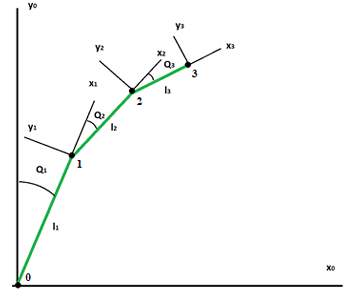 y₀
y₃
y₂
x₂
x₃
Q₃
3
x₁
l₃
2
Q₂
y₁
l₂
1
Q₁
l₁
0
x₀